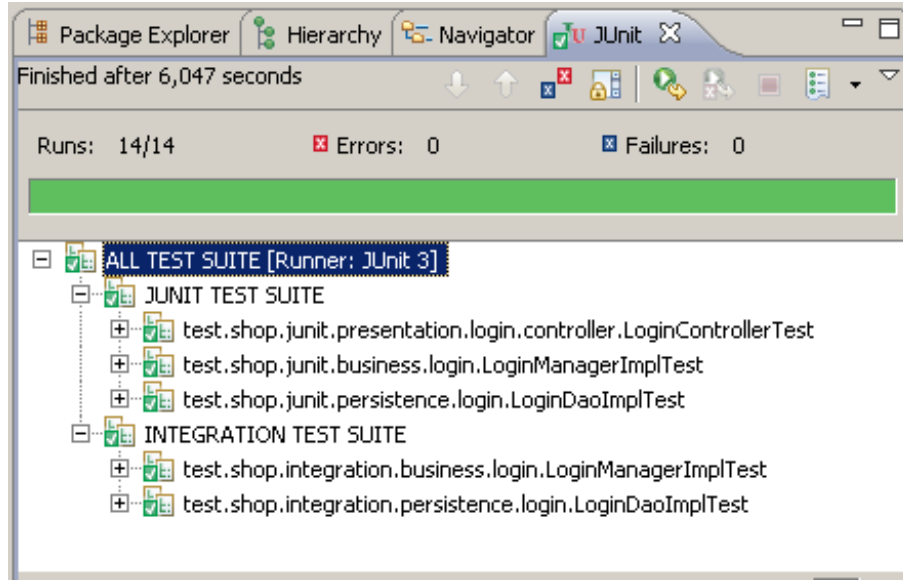 Package Explorer Hierarchy Navigator JUnit
Finished after 6,047 seconds
Runs: 14/14 Errors: 0 Failures: 0
ALL TEST SUITE [Runner: JUnit 3]
JUNIT TEST SUITE
test.shop.junit.presentation.login.controller.LoginControllerTest
test.shop.junit.business.login.LoginManagerImplTest
test.shop.junit.persistence.login.LoginDaoImplTest
INTEGRATION TEST SUITE
test.shop.integration.business.login.LoginManagerImplTest
test.shop.integration.persistence.login.LoginDaoImplTest